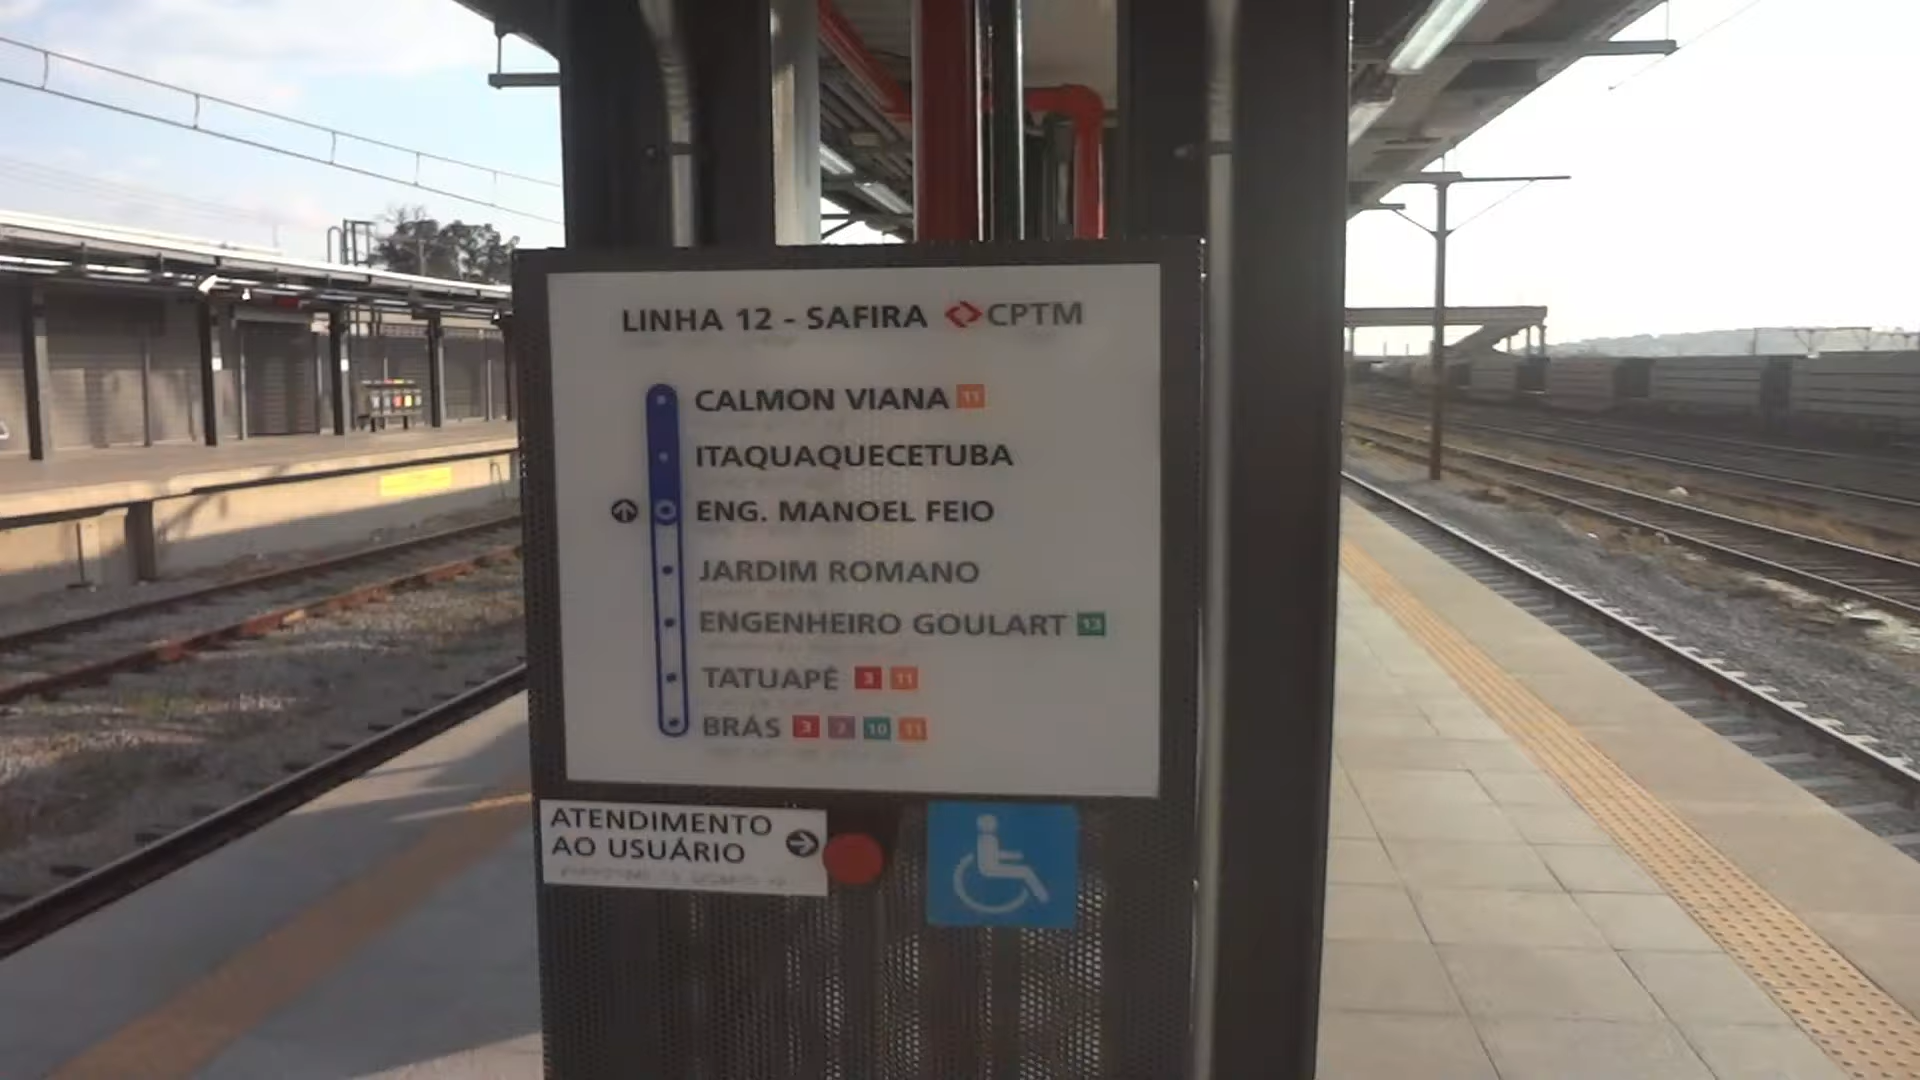 LINHA 12 - SAFIRA CPTM
CALMON VIANA 11
ITAQUAQUECETUBA
ENG. MANOEL FEIO
JARDIM ROMANO
ENGENHEIRO GOULART 13
TATUAPÉ 3 11
BRÁS 3 7 10 11
ATENDIMENTO
AO USUÁRIO